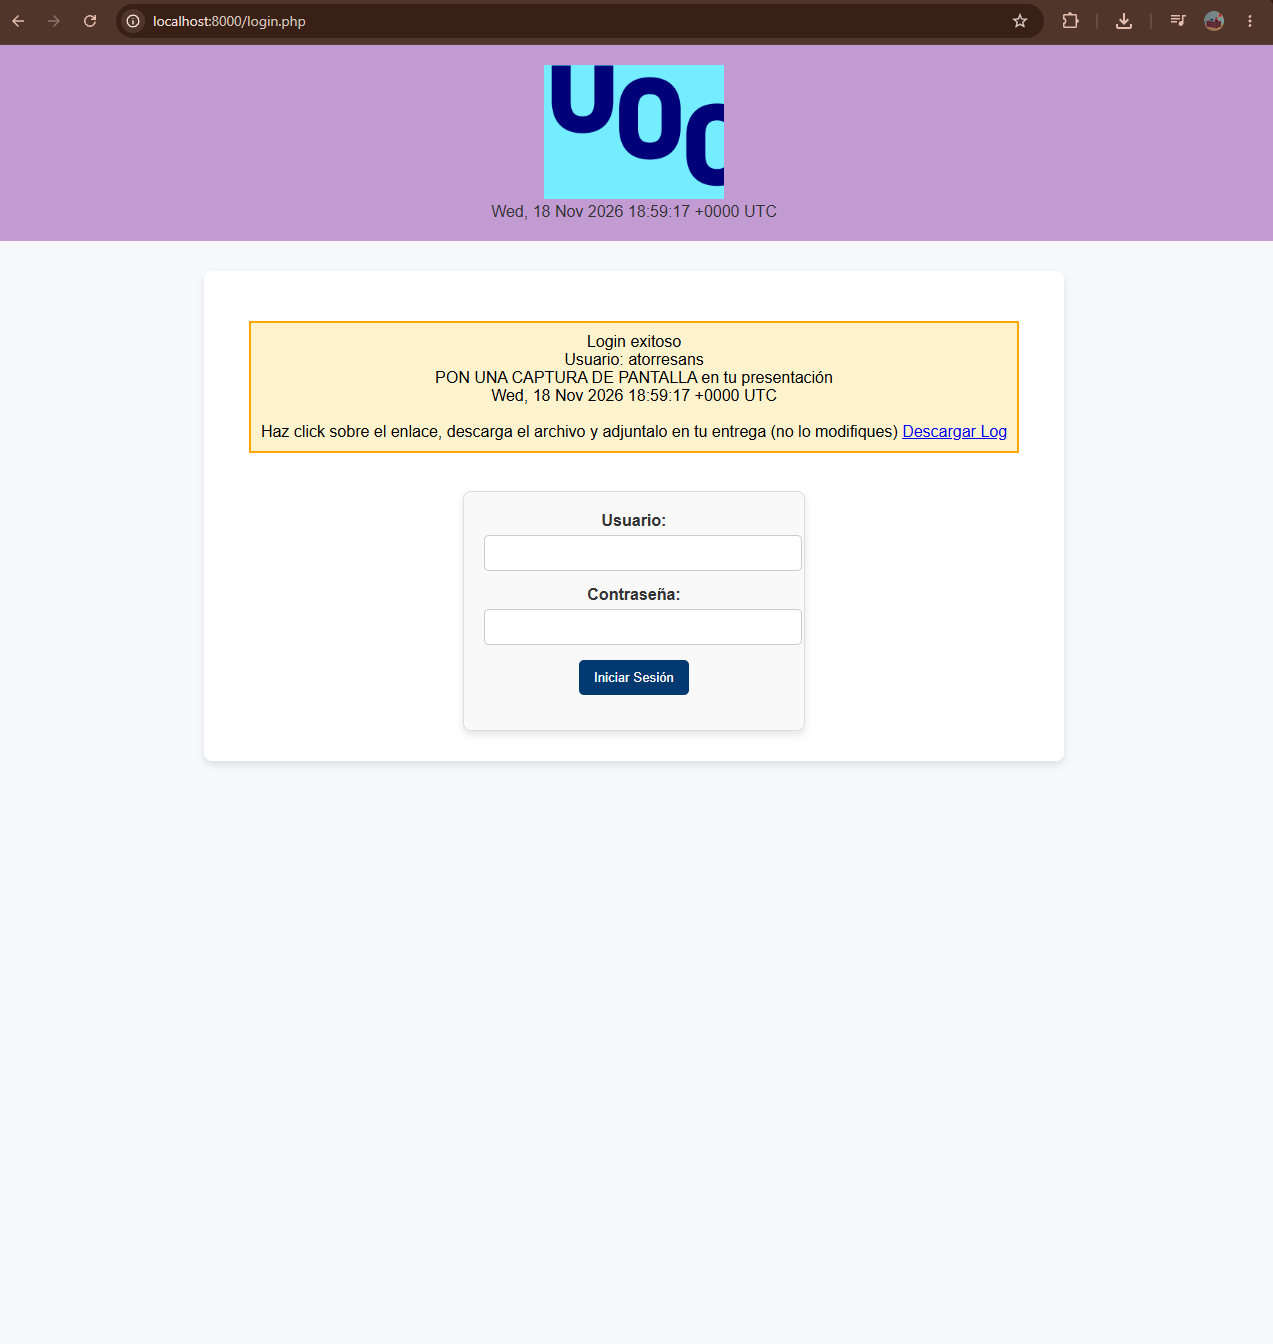 localhost:8000/login.php
UOC
Wed, 18 Nov 2026 18:59:17 +0000 UTC
Login exitoso
Usuario: atorresans
PON UNA CAPTURA DE PANTALLA en tu presentación
Wed, 18 Nov 2026 18:59:17 +0000 UTC
Haz click sobre el enlace, descarga el archivo y adjuntalo en tu entrega (no lo modifiques) Descargar Log
Usuario:
Contraseña:
Iniciar Sesión